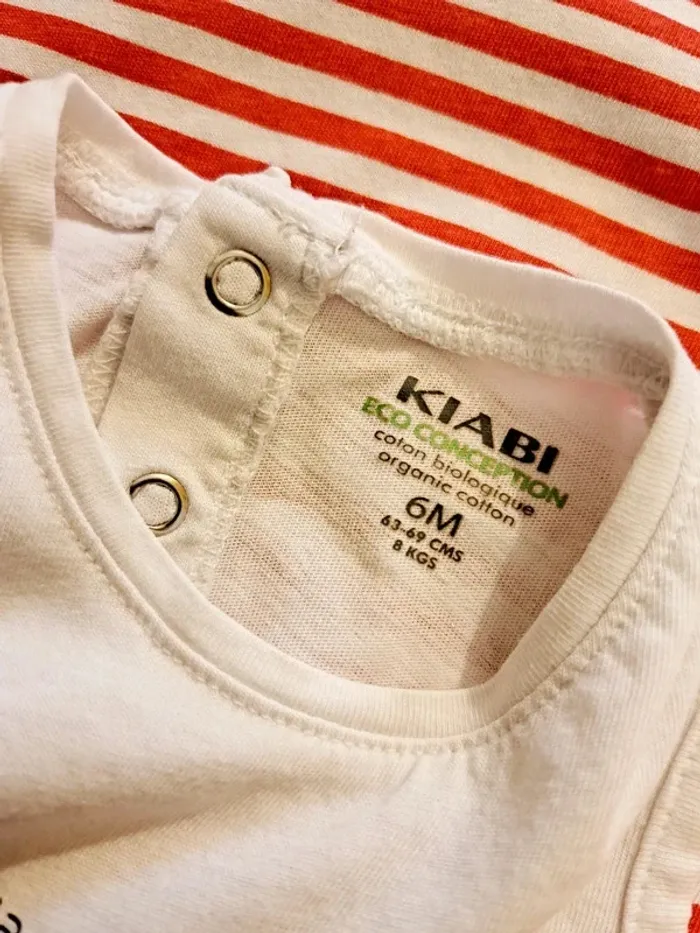 KIABI
ECO CONCEPTION
coton biologique
organic cotton
6M
63-69 CMS
8 KGS